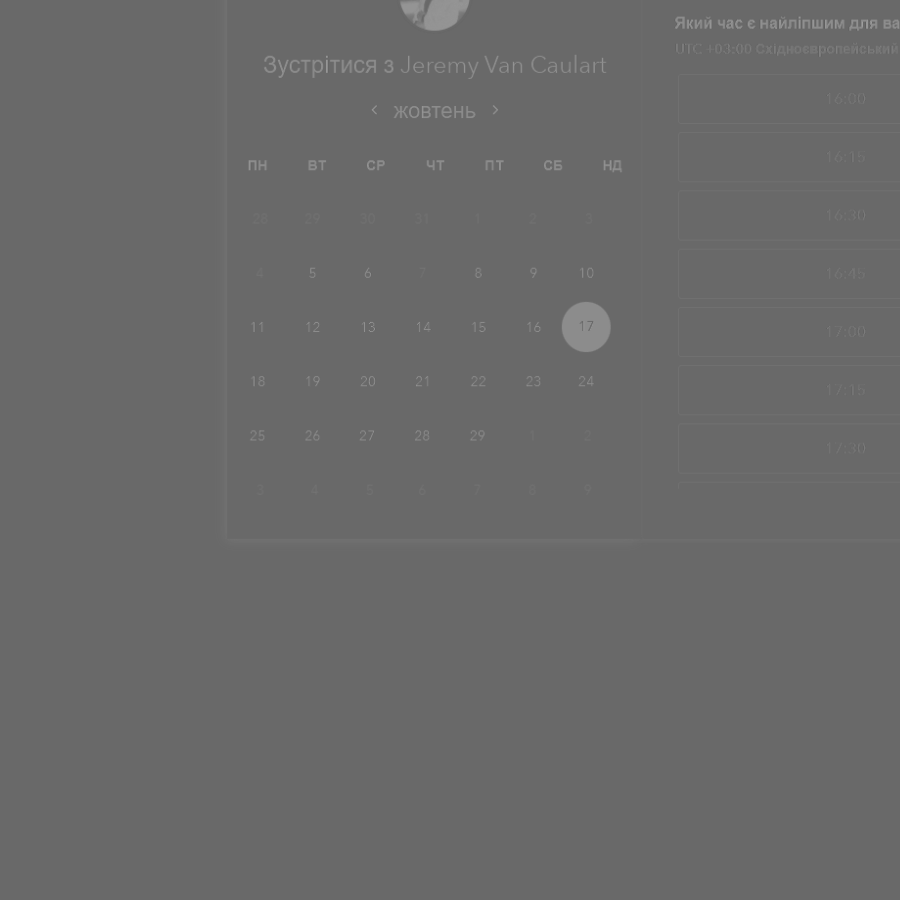 Зустрітися з Jeremy Van Caulart
жовтень
ПН ВТ СР ЧТ ПТ СБ НД
28 29 30 31 1 2 3
4 5 6 7 8 9 10
11 12 13 14 15 16 17
18 19 20 21 22 23 24
25 26 27 28 29 1 2
3 4 5 6 7 8 9
Який час є найліпшим для ва
UTC +03:00 Східноєвропейський
16:00
16:15
16:30
16:45
17:00
17:15
17:30